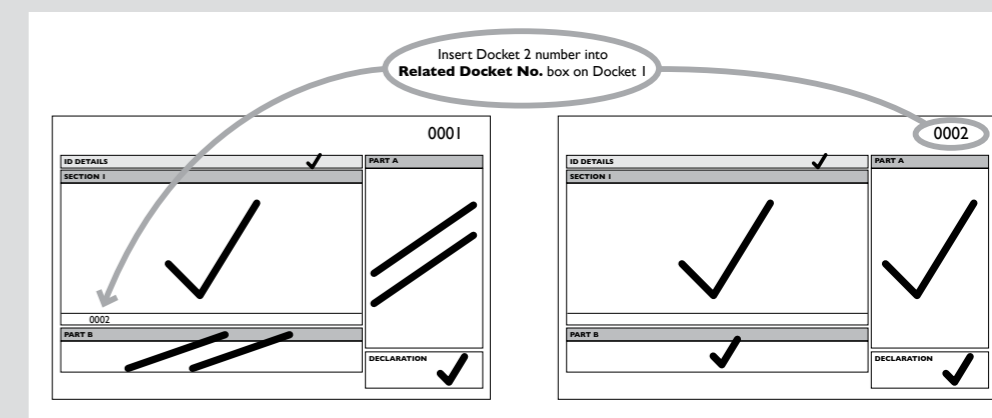 Insert Docket 2 number into
Related Docket No. box on Docket 1
0001
ID DETAILS
PART A
SECTION 1
0002
PART B
DECLARATION
0002
ID DETAILS
PART A
SECTION 1
PART B
DECLARATION